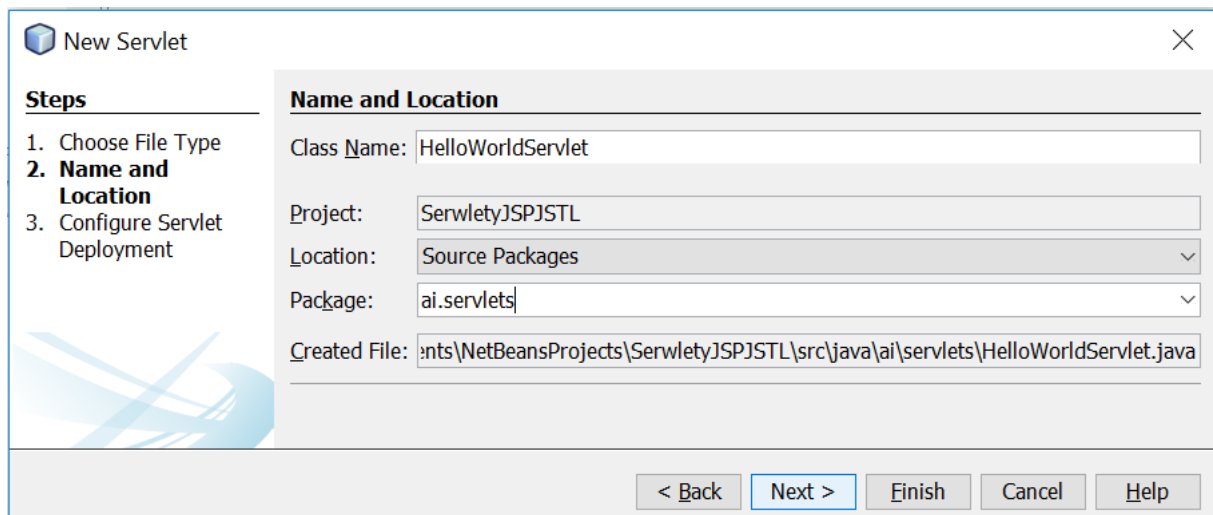 New Servlet
Steps
1. Choose File Type
2. Name and
Location
3. Configure Servlet
Deployment
Name and Location
Class Name: HelloWorldServlet
Project: SerwletyJSPJSTL
Location: Source Packages
Package: ai.servlets
Created File: ents\NetBeansProjects\SerwletyJSPJSTL\src\java\ai\servlets\HelloWorldServlet.java
< Back Next > Finish Cancel Help